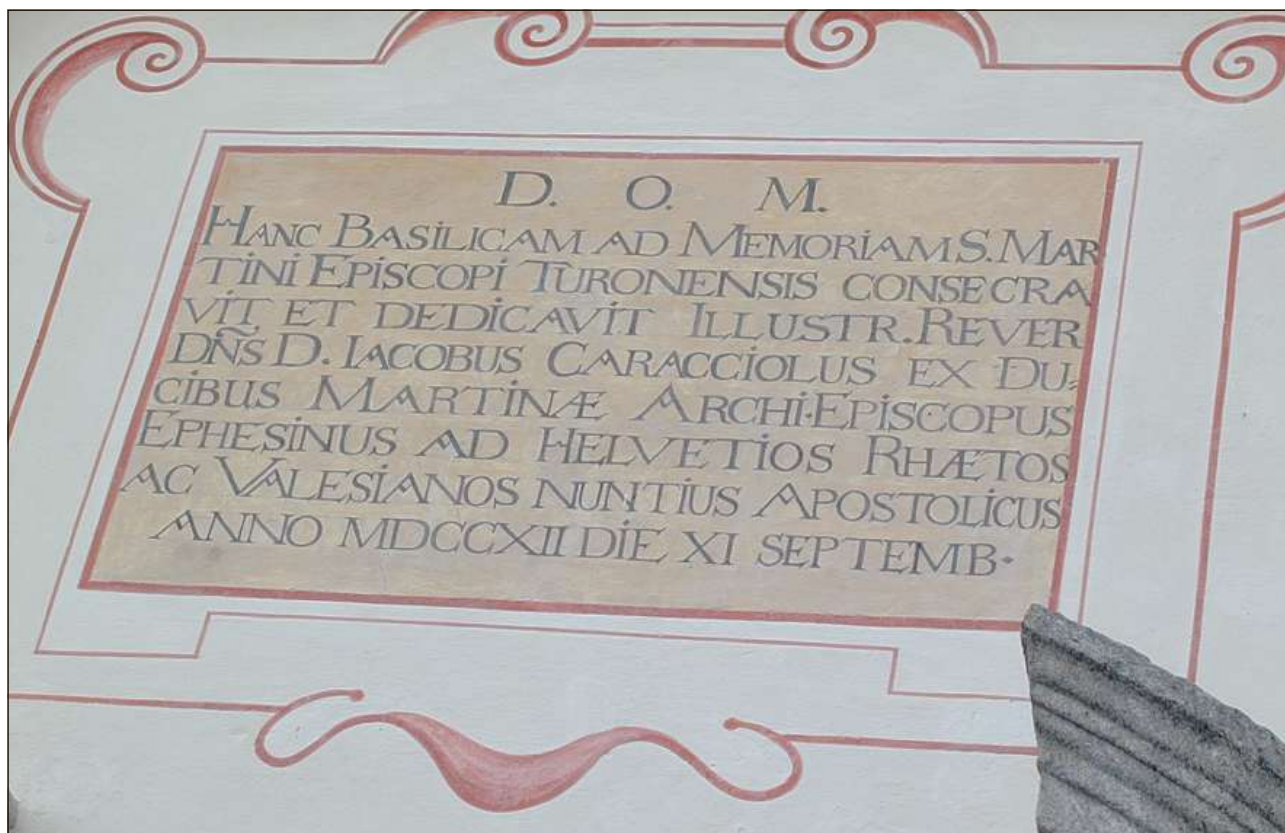 D. O. M.
HANC BASILICAM AD MEMORIAM S. MAR
TINI EPISCOPI TURONENSIS CONSECRA
VIT ET DEDICAVIT ILLUSTR. REVER
DÑS D. IACOBUS CARACCIOLUS EX DU-
CIBUS MARTINÆ ARCHI·EPISCOPUS
EPHESINUS AD HELVETIOS RHÆTOS
AC VALESIANOS NUNTIUS APOSTOLICUS
ANNO MDCCXII DIE XI SEPTEMB·